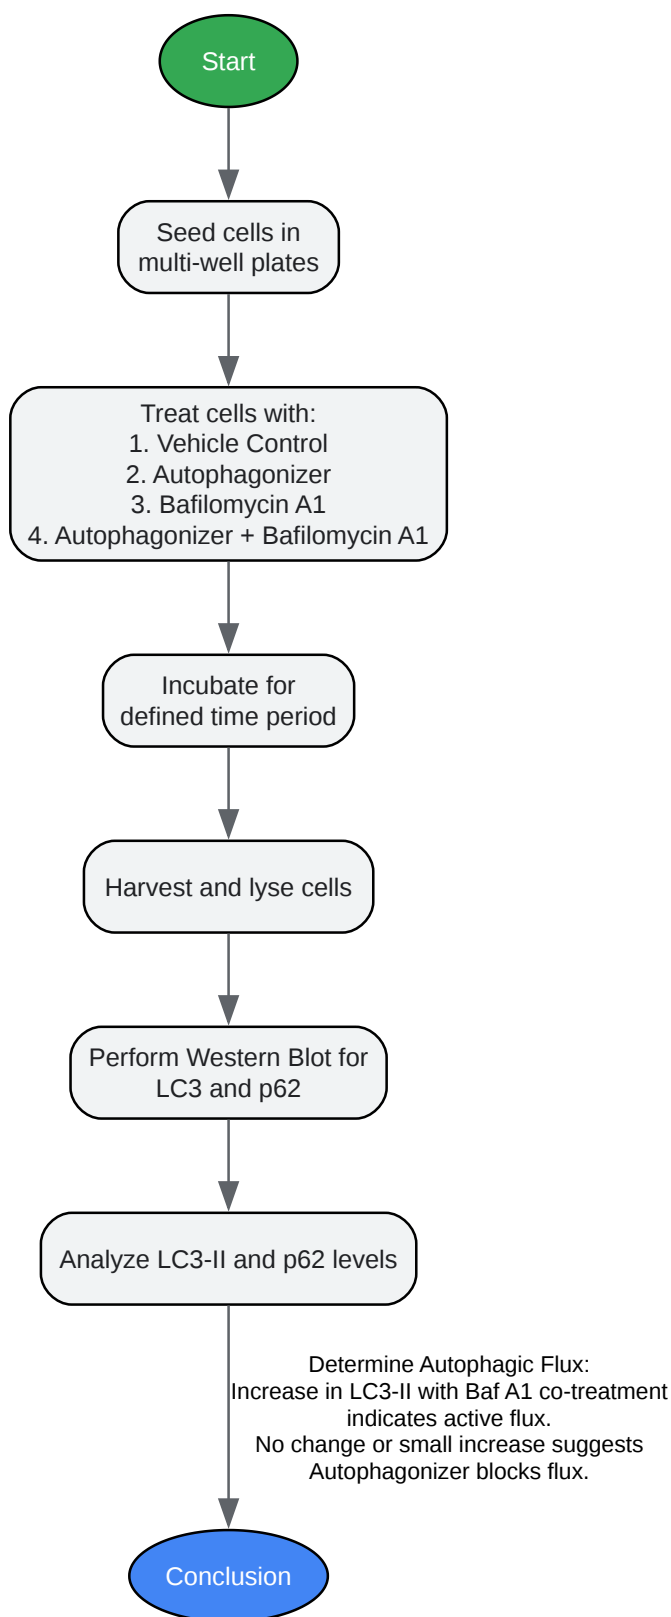 Start
Seed cells in
multi-well plates
Treat cells with:
1. Vehicle Control
2. Autophagonizer
3. Bafilomycin A1
4. Autophagonizer + Bafilomycin A1
Incubate for
defined time period
Harvest and lyse cells
Perform Western Blot for
LC3 and p62
Analyze LC3-II and p62 levels
Determine Autophagic Flux:
Increase in LC3-II with Baf A1 co-treatment
indicates active flux.
No change or small increase suggests
Autophagonizer blocks flux.
Conclusion